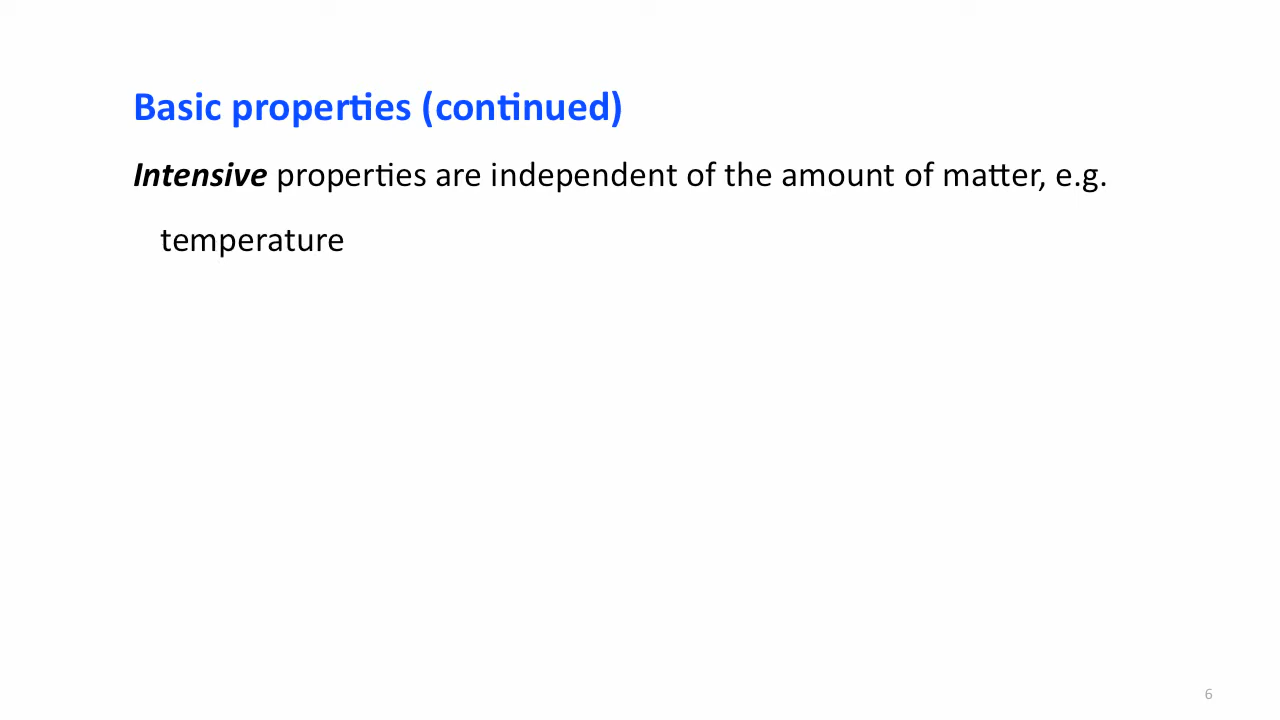 Basic properties (continued)
Intensive properties are independent of the amount of matter, e.g.
temperature
6